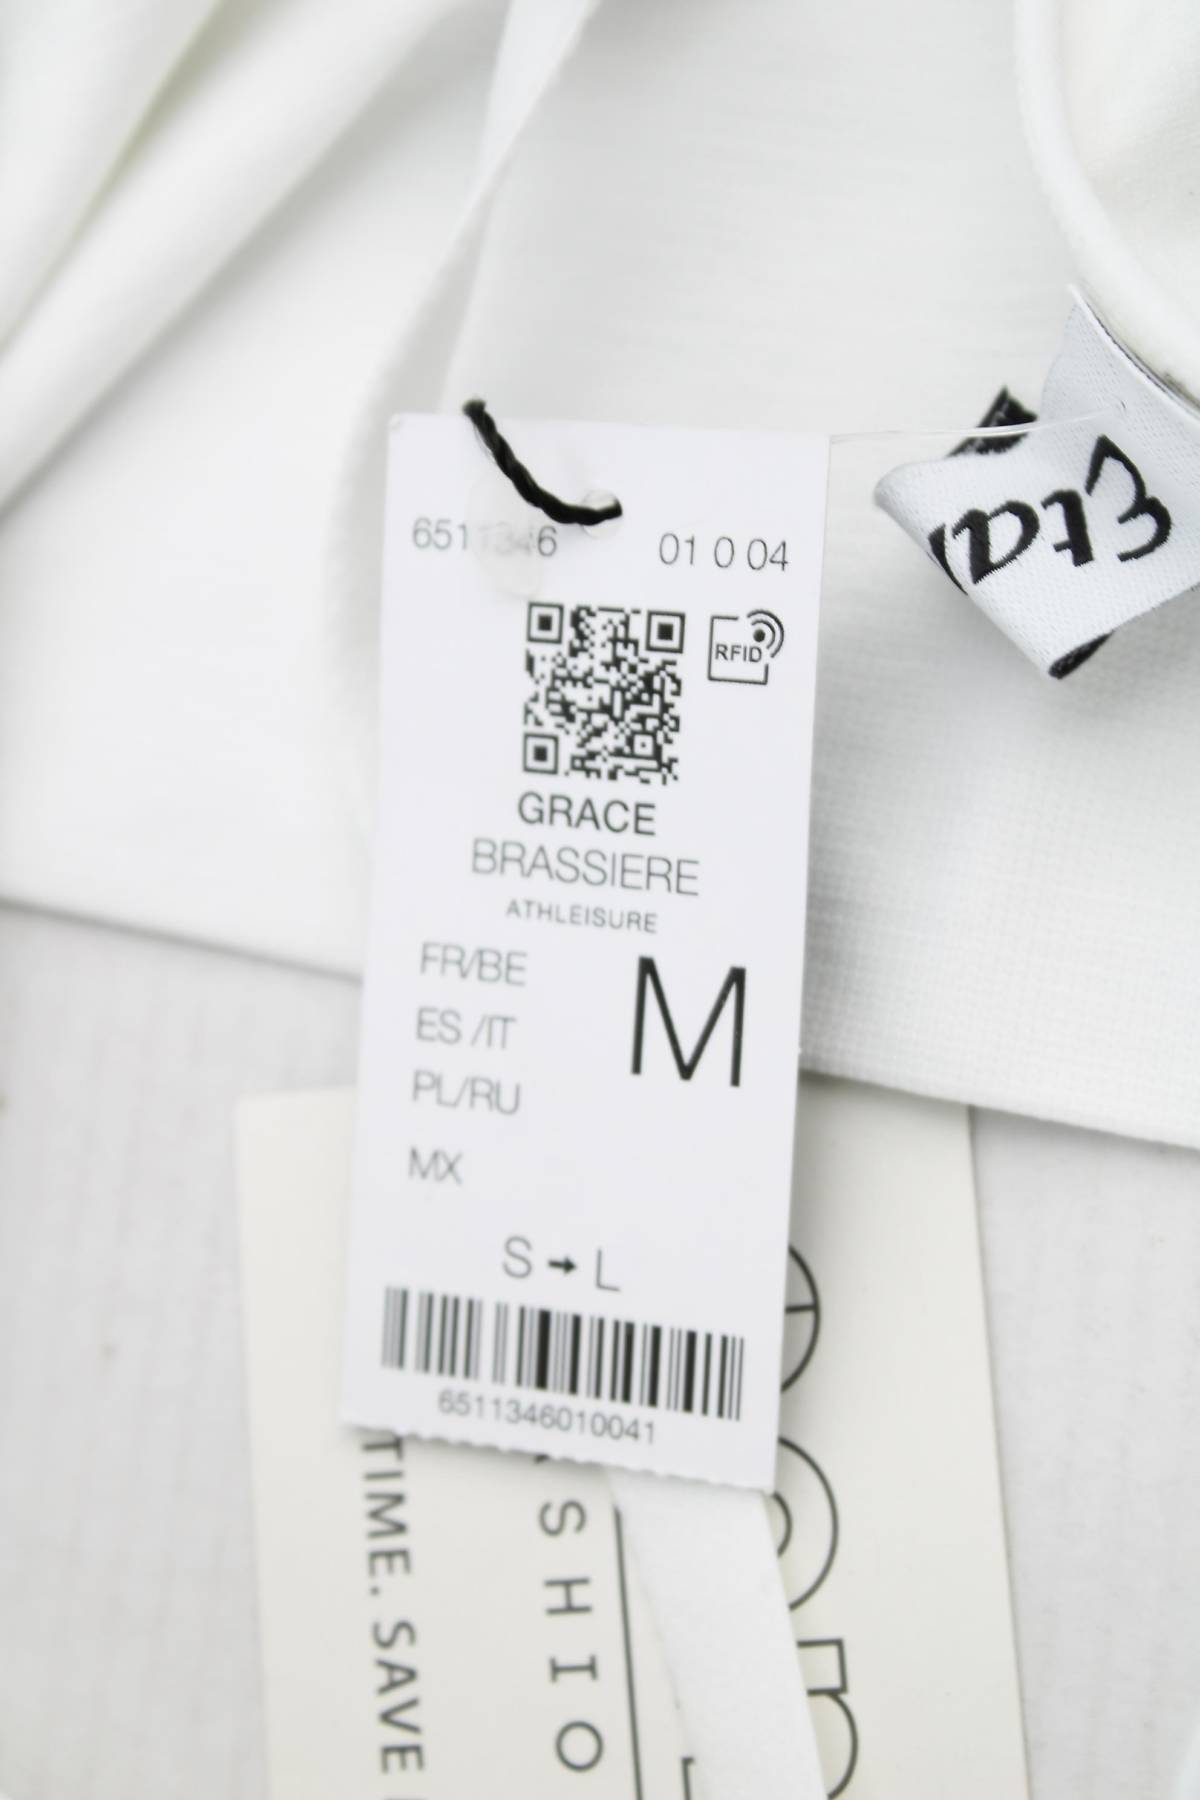 6511346
01 0 04
RFID
GRACE
BRASSIERE
ATHLEISURE
FR/BE
M
ES /IT
PL/RU
MX
S → L
6511346010041
Eta
TIME. SAVE
SHIO